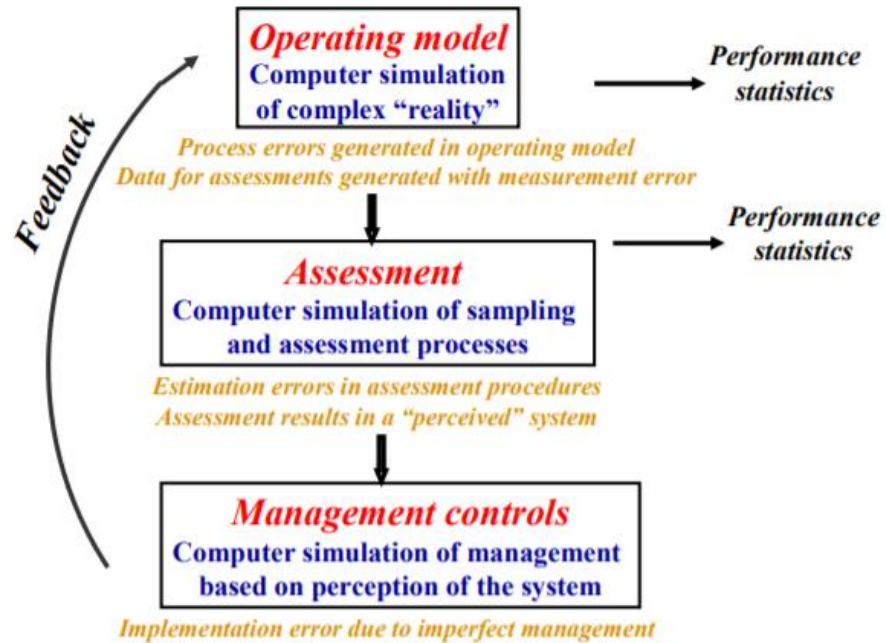 Operating model
Computer simulation
of complex “reality”
Performance
statistics
Process errors generated in operating model
Data for assessments generated with measurement error
Feedback
Performance
statistics
Assessment
Computer simulation of sampling
and assessment processes
Estimation errors in assessment procedures
Assessment results in a “perceived” system
Management controls
Computer simulation of management
based on perception of the system
Implementation error due to imperfect management